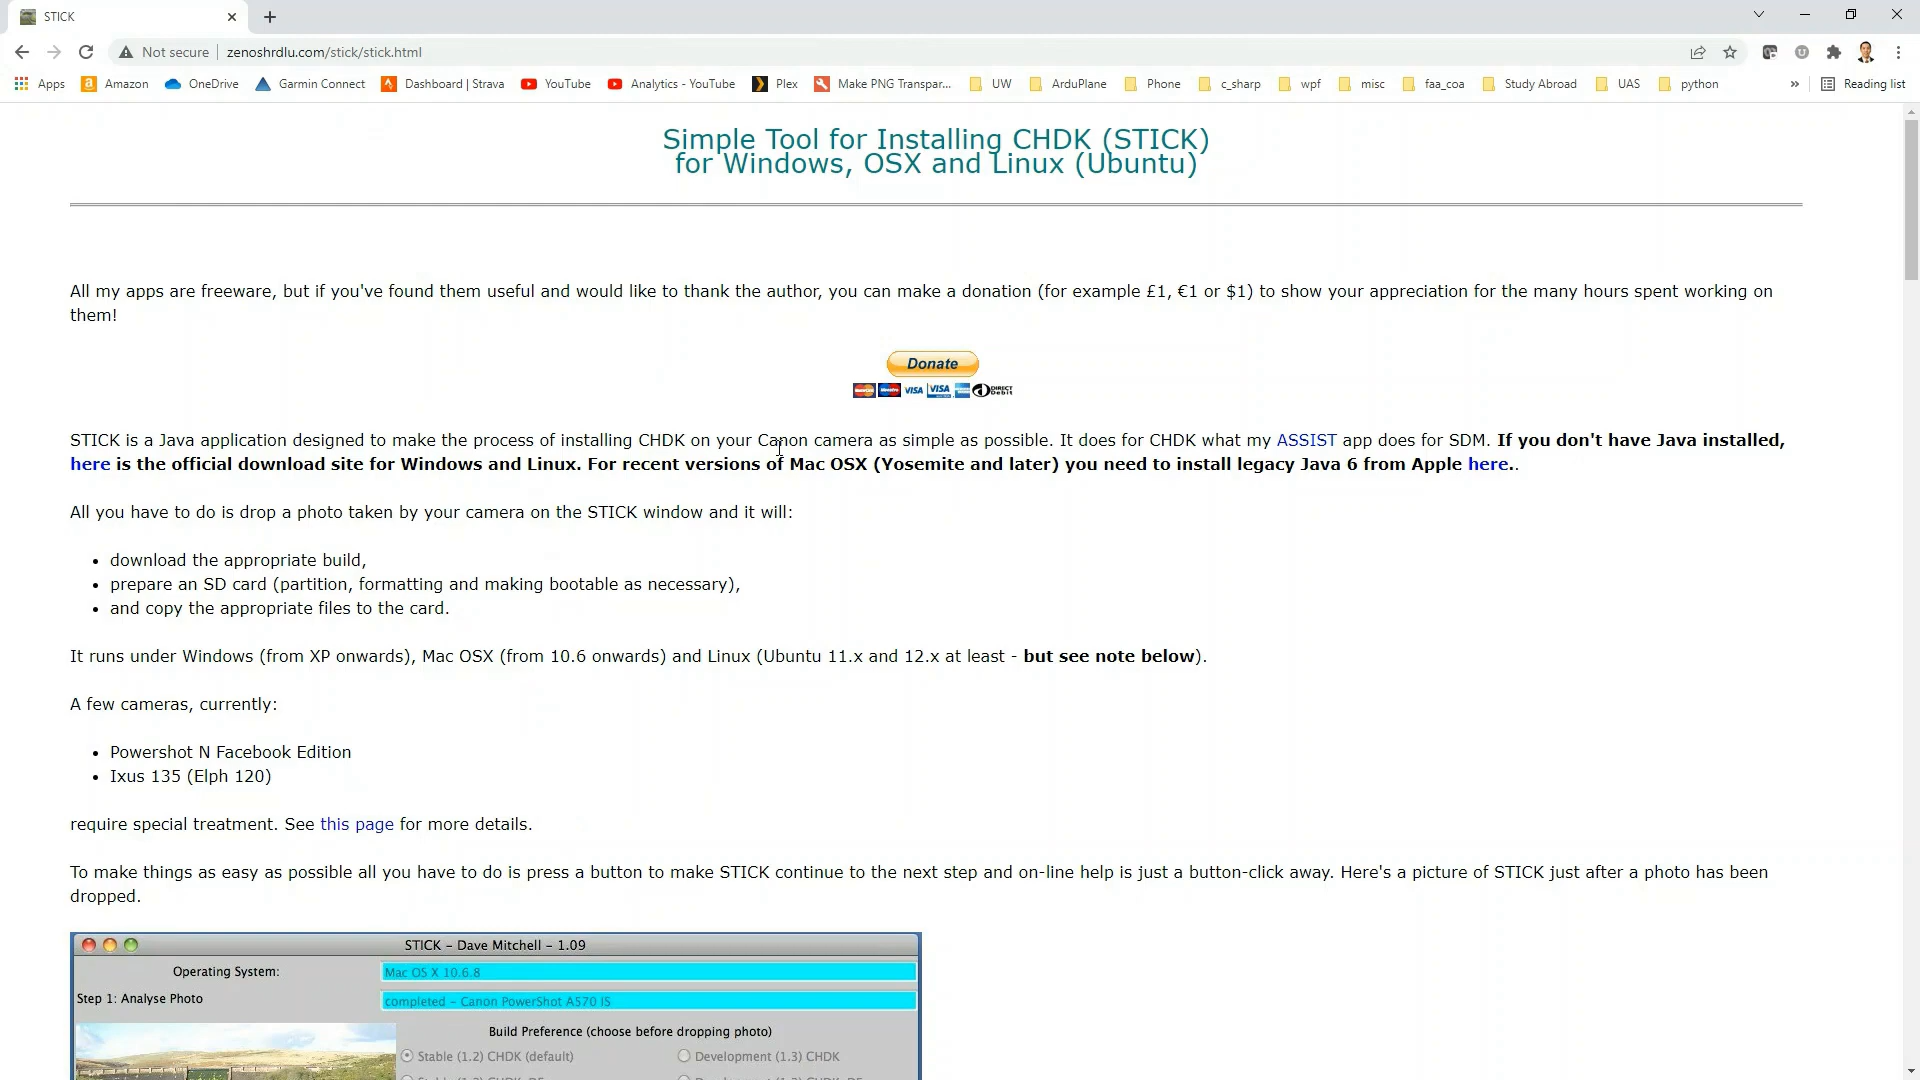 STICK
Not secure
zenoshrdlu.com/stick/stick.html
Apps
Amazon
OneDrive
Garmin Connect
Dashboard | Strava
YouTube
Analytics - YouTube
Plex
Make PNG Transpar...
UW
ArduPlane
Phone
c_sharp
wpf
misc
faa_coa
Study Abroad
UAS
python
»
Reading list
Simple Tool for Installing CHDK (STICK)
for Windows, OSX and Linux (Ubuntu)
All my apps are freeware, but if you've found them useful and would like to thank the author, you can make a donation (for example £1, €1 or $1) to show your appreciation for the many hours spent working on
them!
Donate
VISA VISA DIRECT Debit
STICK is a Java application designed to make the process of installing CHDK on your Canon camera as simple as possible. It does for CHDK what my ASSIST app does for SDM. If you don't have Java installed,
here is the official download site for Windows and Linux. For recent versions of Mac OSX (Yosemite and later) you need to install legacy Java 6 from Apple here..
All you have to do is drop a photo taken by your camera on the STICK window and it will:
• download the appropriate build,
• prepare an SD card (partition, formatting and making bootable as necessary),
• and copy the appropriate files to the card.
It runs under Windows (from XP onwards), Mac OSX (from 10.6 onwards) and Linux (Ubuntu 11.x and 12.x at least - but see note below).
A few cameras, currently:
• Powershot N Facebook Edition
• Ixus 135 (Elph 120)
require special treatment. See this page for more details.
To make things as easy as possible all you have to do is press a button to make STICK continue to the next step and on-line help is just a button-click away. Here's a picture of STICK just after a photo has been
dropped.
STICK - Dave Mitchell - 1.09
Operating System:
Mac OS X 10.6.8
Step 1: Analyse Photo
completed - Canon PowerShot A570 IS
Build Preference (choose before dropping photo)
Stable (1.2) CHDK (default)
Development (1.3) CHDK